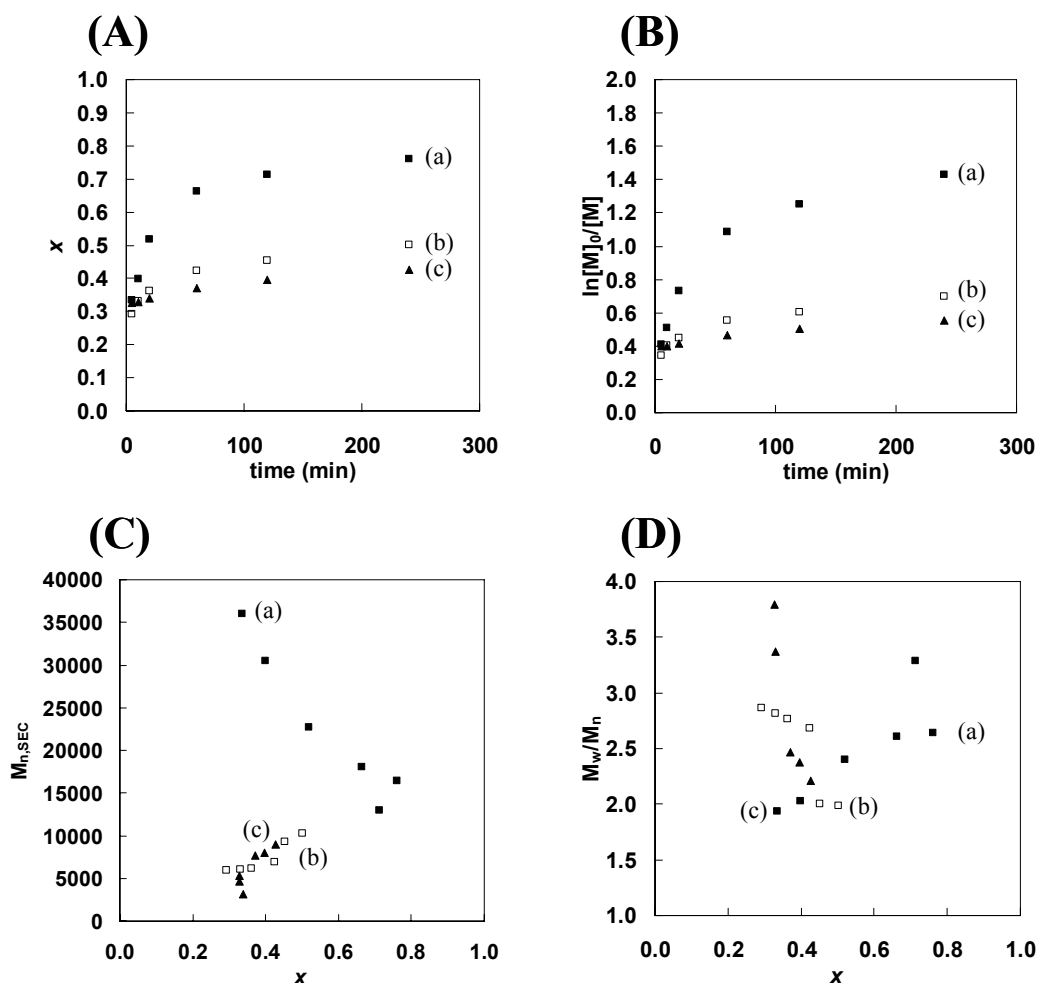 (A)
1.0
0.9
0.8
0.7
0.6
0.5
0.4
0.3
0.2
0.1
0.0
x
(a)
(b)
(c)
0
100
200
300
time (min)
(B)
2.0
1.8
1.6
1.4
1.2
1.0
0.8
0.6
0.4
0.2
0.0
ln[M]0/[M]
(a)
(b)
(c)
0
100
200
300
time (min)
(C)
40000
35000
30000
25000
20000
15000
10000
5000
0
Mn,SEC
(a)
(c)
(b)
0.0
0.2
0.4
0.6
0.8
1.0
x
(D)
4.0
3.5
3.0
2.5
2.0
1.5
1.0
Mw/Mn
(a)
(c)
(b)
0.0
0.2
0.4
0.6
0.8
1.0
x